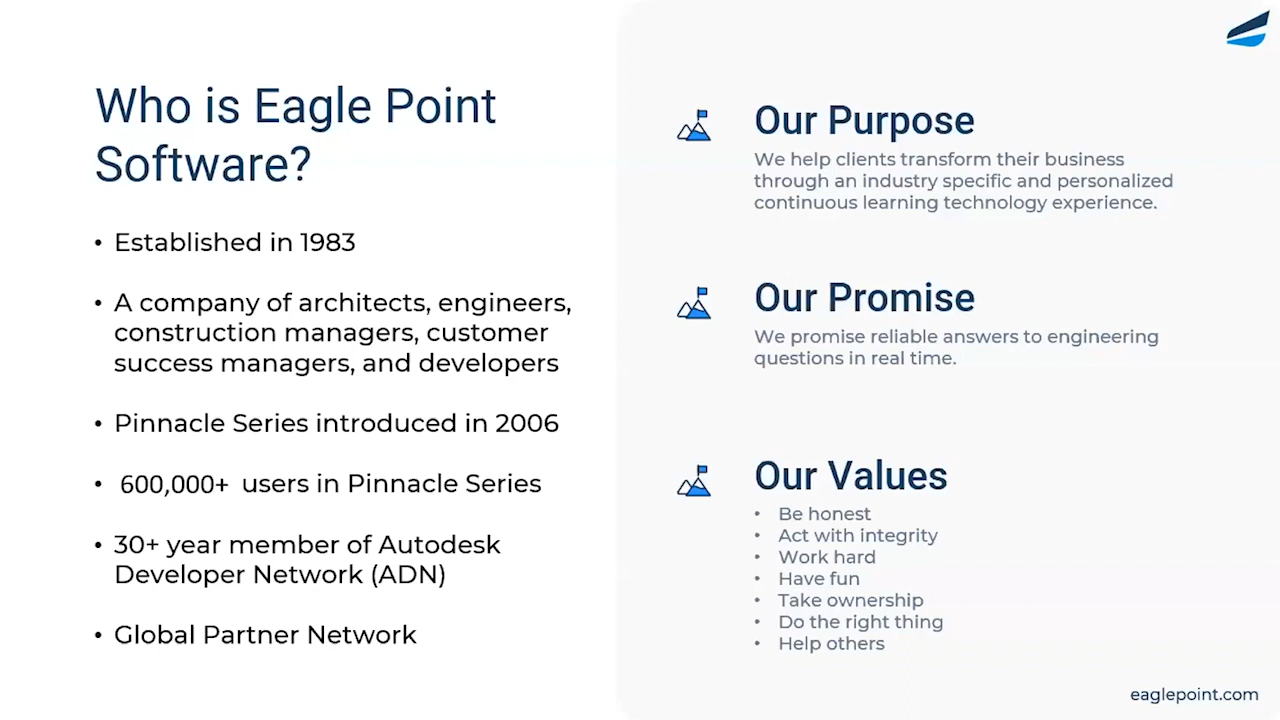 Who is Eagle Point
Software?
• Established in 1983
• A company of architects, engineers,
construction managers, customer
success managers, and developers
• Pinnacle Series introduced in 2006
• 600,000+ users in Pinnacle Series
• 30+ year member of Autodesk
Developer Network (ADN)
• Global Partner Network
Our Purpose
We help clients transform their business
through an industry specific and personalized
continuous learning technology experience.
Our Promise
We promise reliable answers to engineering
questions in real time.
Our Values
• Be honest
• Act with integrity
• Work hard
• Have fun
• Take ownership
• Do the right thing
• Help others
eaglepoint.com